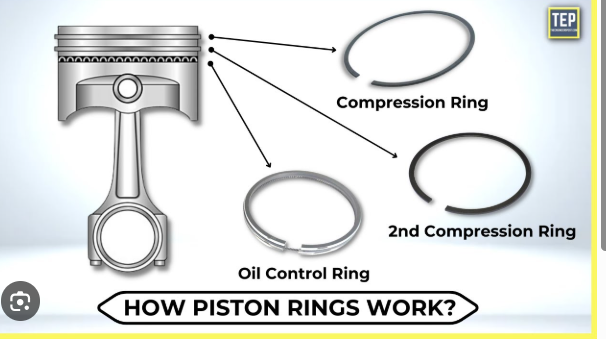 TEP
Compression Ring
2nd Compression Ring
Oil Control Ring
HOW PISTON RINGS WORK?